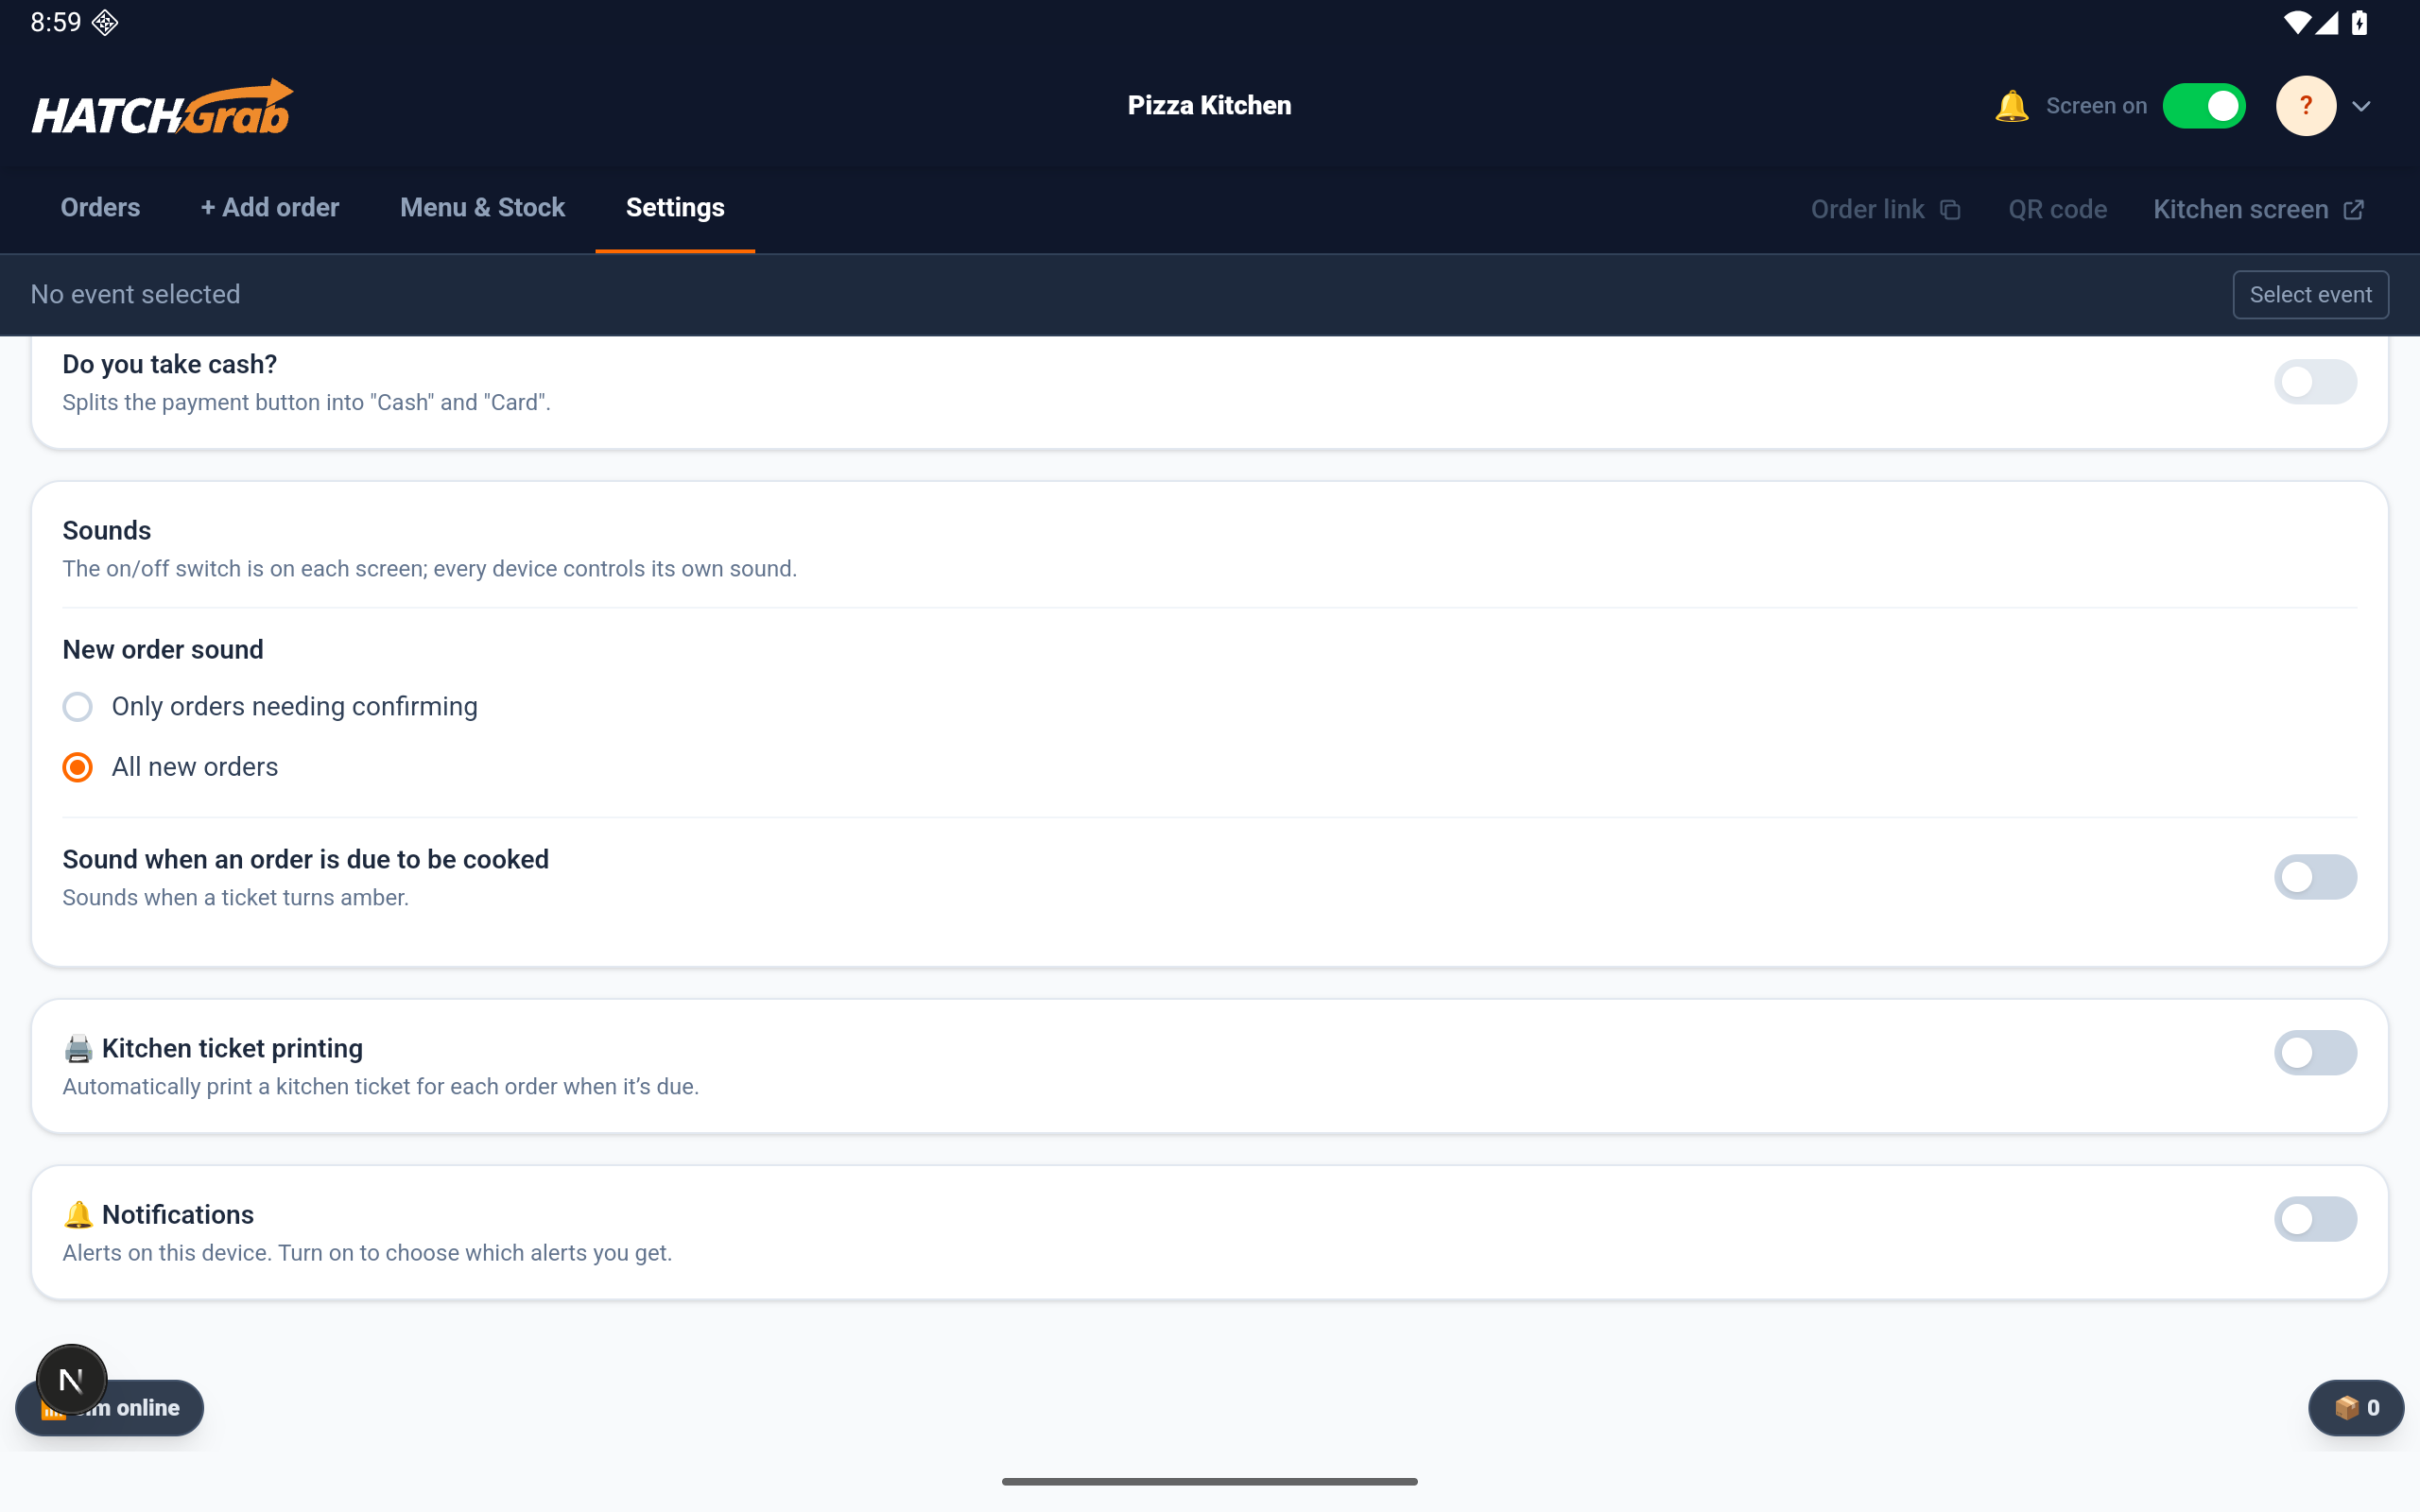 8:59
HATCHGrab
Pizza Kitchen
Screen on
?
Orders
+ Add order
Menu & Stock
Settings
Order link
QR code
Kitchen screen
No event selected
Select event
Do you take cash?
Splits the payment button into "Cash" and "Card".
Sounds
The on/off switch is on each screen; every device controls its own sound.
New order sound
Only orders needing confirming
All new orders
Sound when an order is due to be cooked
Sounds when a ticket turns amber.
Kitchen ticket printing
Automatically print a kitchen ticket for each order when it’s due.
Notifications
Alerts on this device. Turn on to choose which alerts you get.
N
online
0